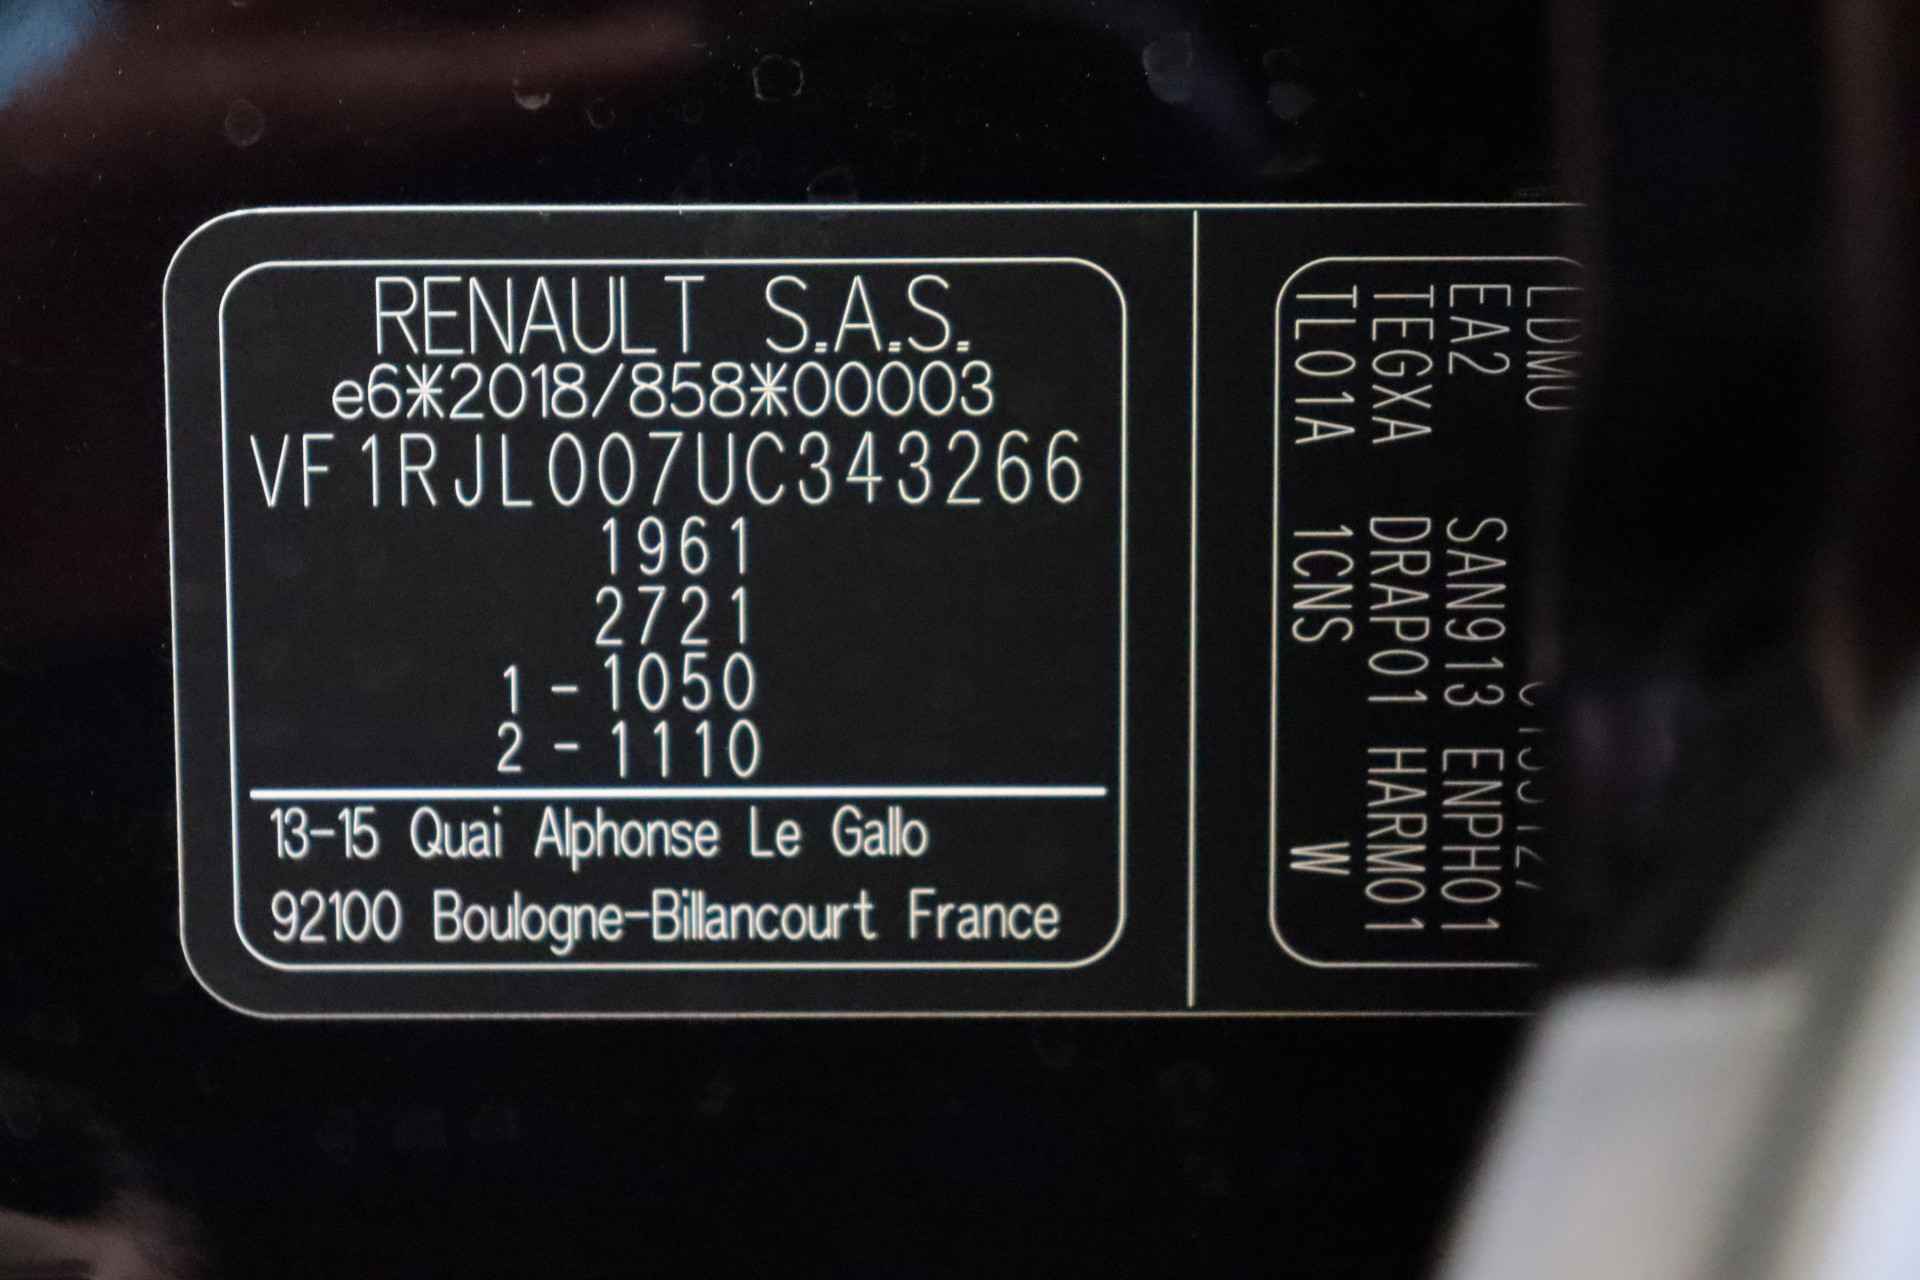 RENAULT S.A.S.
e6*2018/858*00003
VF1RJL007UC343266
1961
2721
1 - 1050
2 - 1110
13-15 Quai Alphonse Le Gallo
92100 Boulogne-Billancourt France
EA2 SAN913 ENPH01
TEGXA DRAP01 HARM01
TL01A 1CNS W